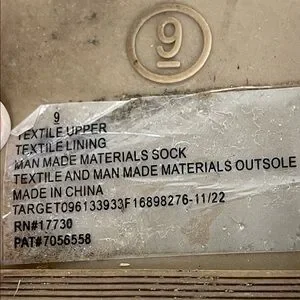 9
9
TEXTILE UPPER
TEXTILE LINING
MAN MADE MATERIALS SOCK
TEXTILE AND MAN MADE MATERIALS OUTSOLE
MADE IN CHINA
TARGET096133933F16898276-11/22
RN#17730
PAT#7056558